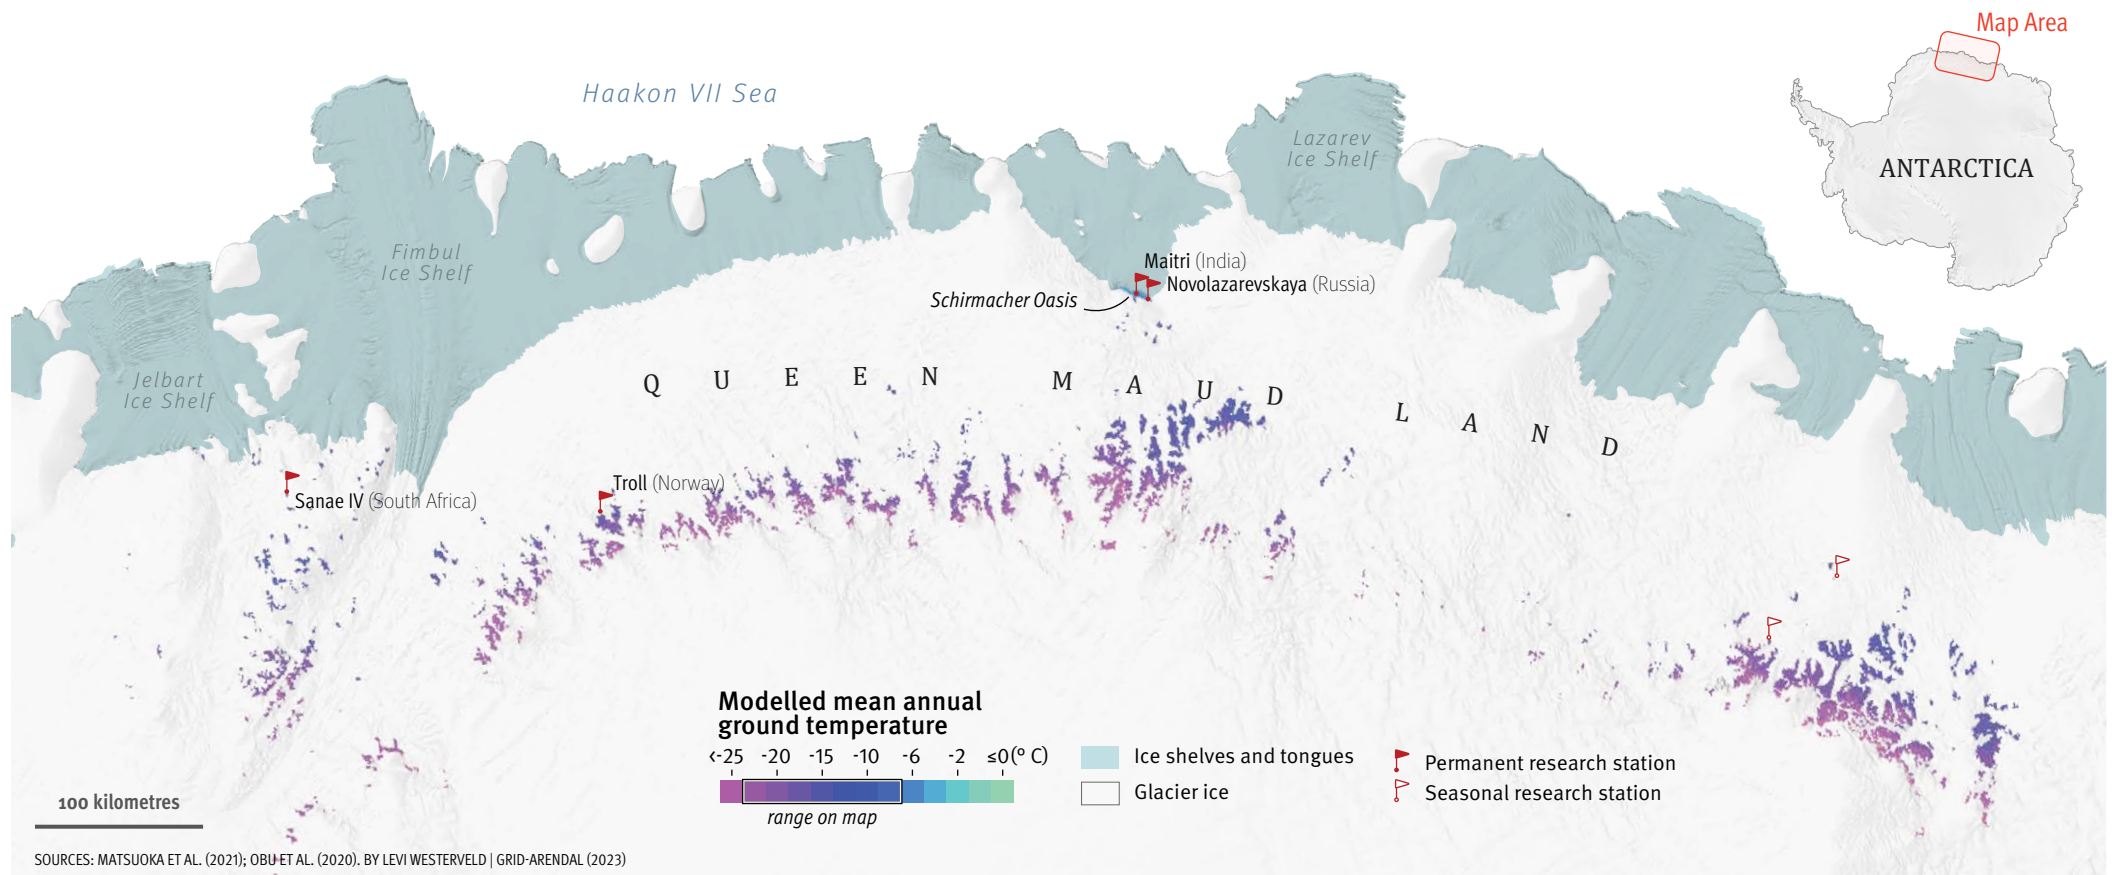 Map Area
Haakon VII Sea
Lazarev
Ice Shelf
ANTARCTICA
Fimbul
Ice Shelf
Maitri (India)
Novolazarevskaya (Russia)
Schirmacher Oasis
Jelbart
Ice Shelf
QUEEN MAUD LAND
Troll (Norway)
Sanae IV (South Africa)
Modelled mean annual
ground temperature
<-25 -20 -15 -10 -6 -2 ≤0(° C)
range on map
Ice shelves and tongues
Glacier ice
Permanent research station
Seasonal research station
100 kilometres
SOURCES: MATSUOKA ET AL. (2021); OBU ET AL. (2020). BY LEVI WESTERVELD | GRID-ARENDAL (2023)